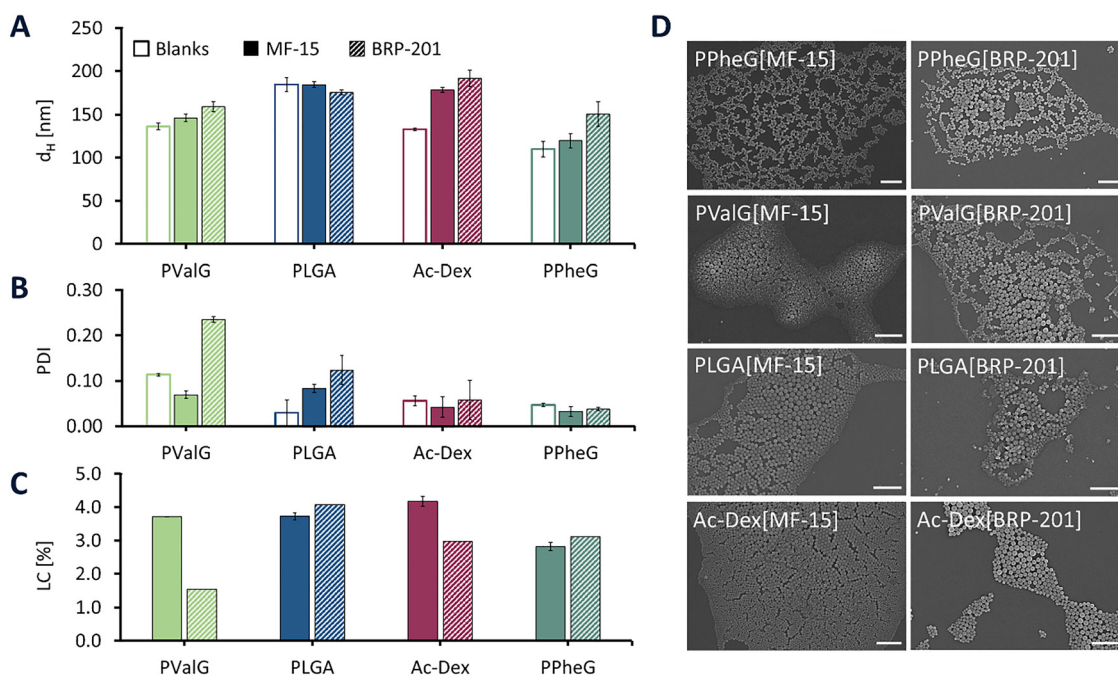 A
250
200
150
100
50
0
d_H [nm]
Blanks MF-15 BRP-201
PValG PLGA Ac-Dex PPheG
B
0.30
0.20
0.10
0.00
PDI
PValG PLGA Ac-Dex PPheG
C
5.0
4.0
3.0
2.0
1.0
0.0
LC [%]
PValG PLGA Ac-Dex PPheG
D
PPheG[MF-15] PPheG[BRP-201]
PValG[MF-15] PValG[BRP-201]
PLGA[MF-15] PLGA[BRP-201]
Ac-Dex[MF-15] Ac-Dex[BRP-201]